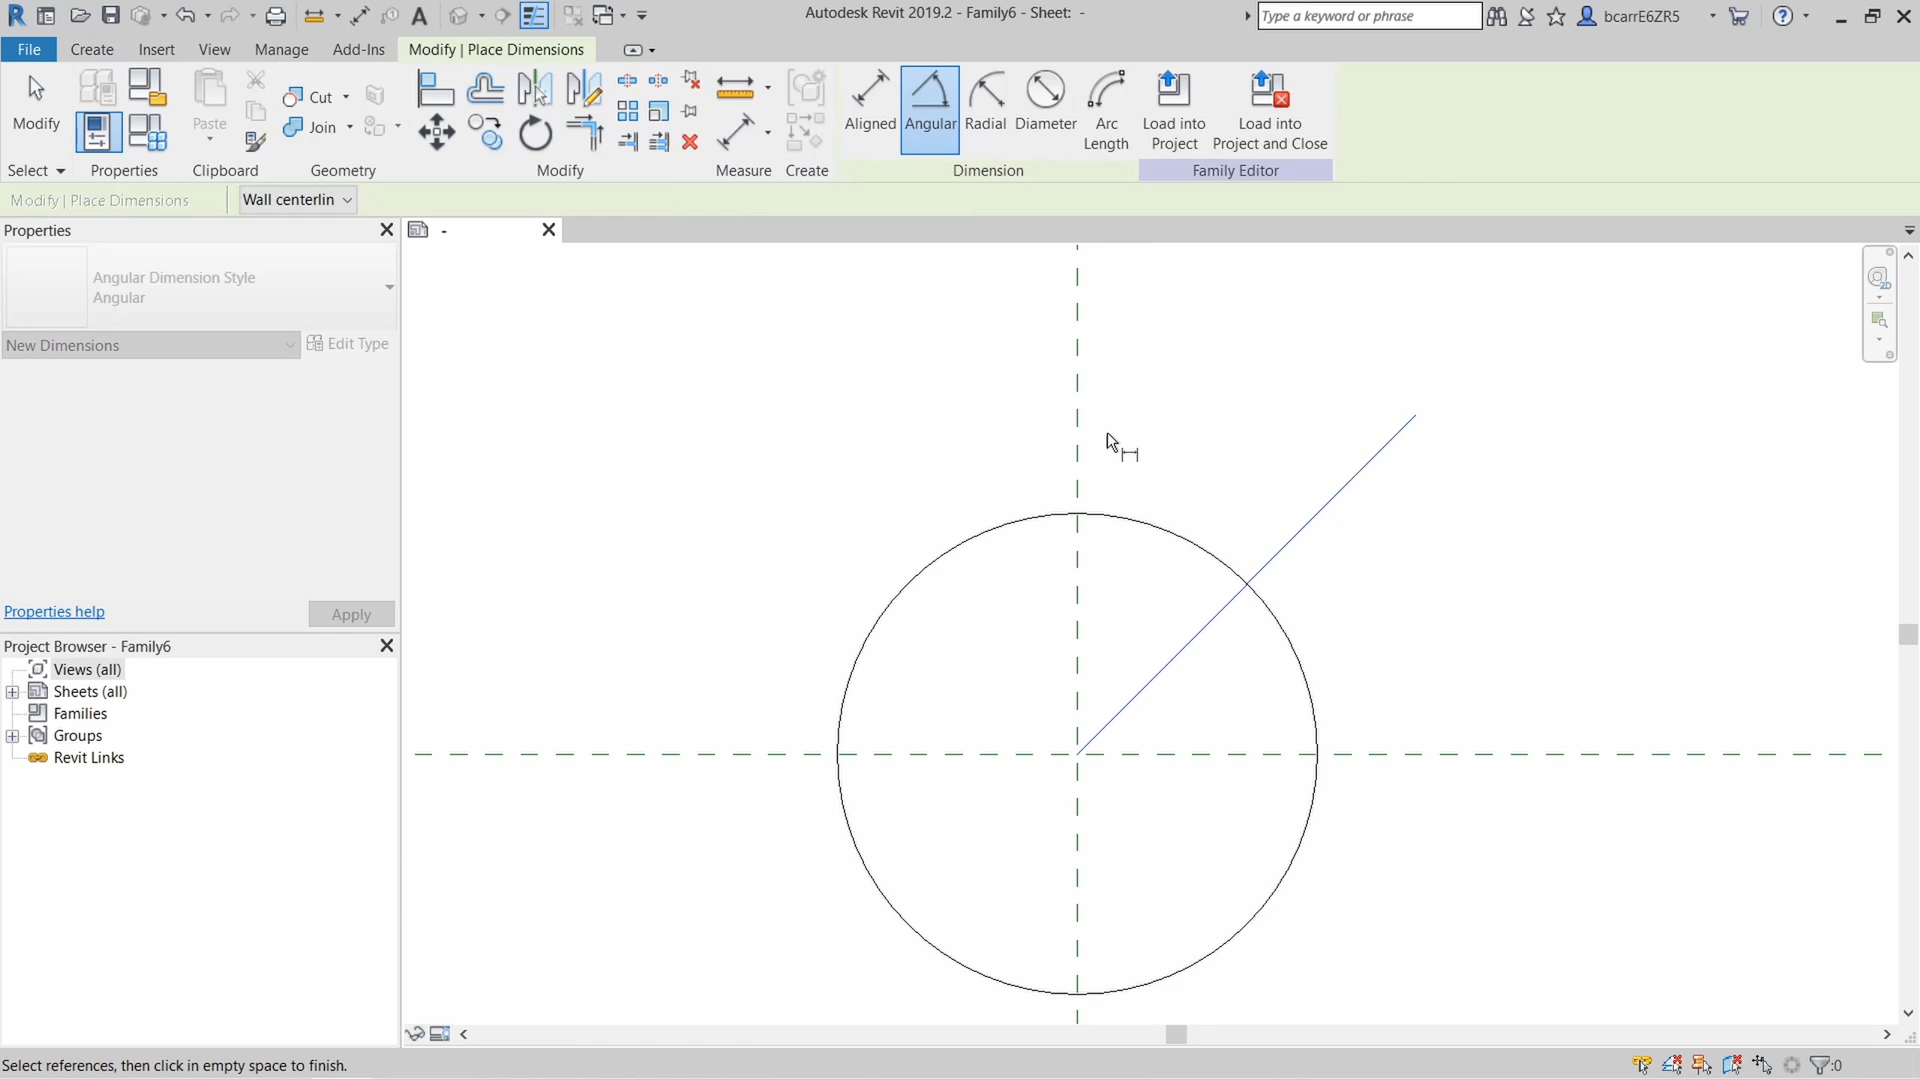 Autodesk Revit 2019.2 - Family6 - Sheet:  -
Type a keyword or phrase
bcarrE6ZR5
File
Create
Insert
View
Manage
Add-Ins
Modify | Place Dimensions
Modify
Paste
Cut
Join
Aligned
Angular
Radial
Diameter
Arc
Length
Load into
Project
Load into
Project and Close
Select
Properties
Clipboard
Geometry
Modify
Measure
Create
Dimension
Family Editor
Modify | Place Dimensions
Wall centerlin
Properties
-
Angular Dimension Style
Angular
New Dimensions
Edit Type
2D
Properties help
Apply
Project Browser - Family6
Views (all)
Sheets (all)
Families
Groups
Revit Links
Select references, then click in empty space to finish.
:0